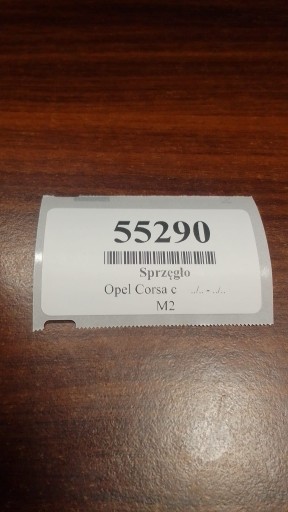 55290
Sprzęgło
Opel Corsa c ../.. - ../..
M2